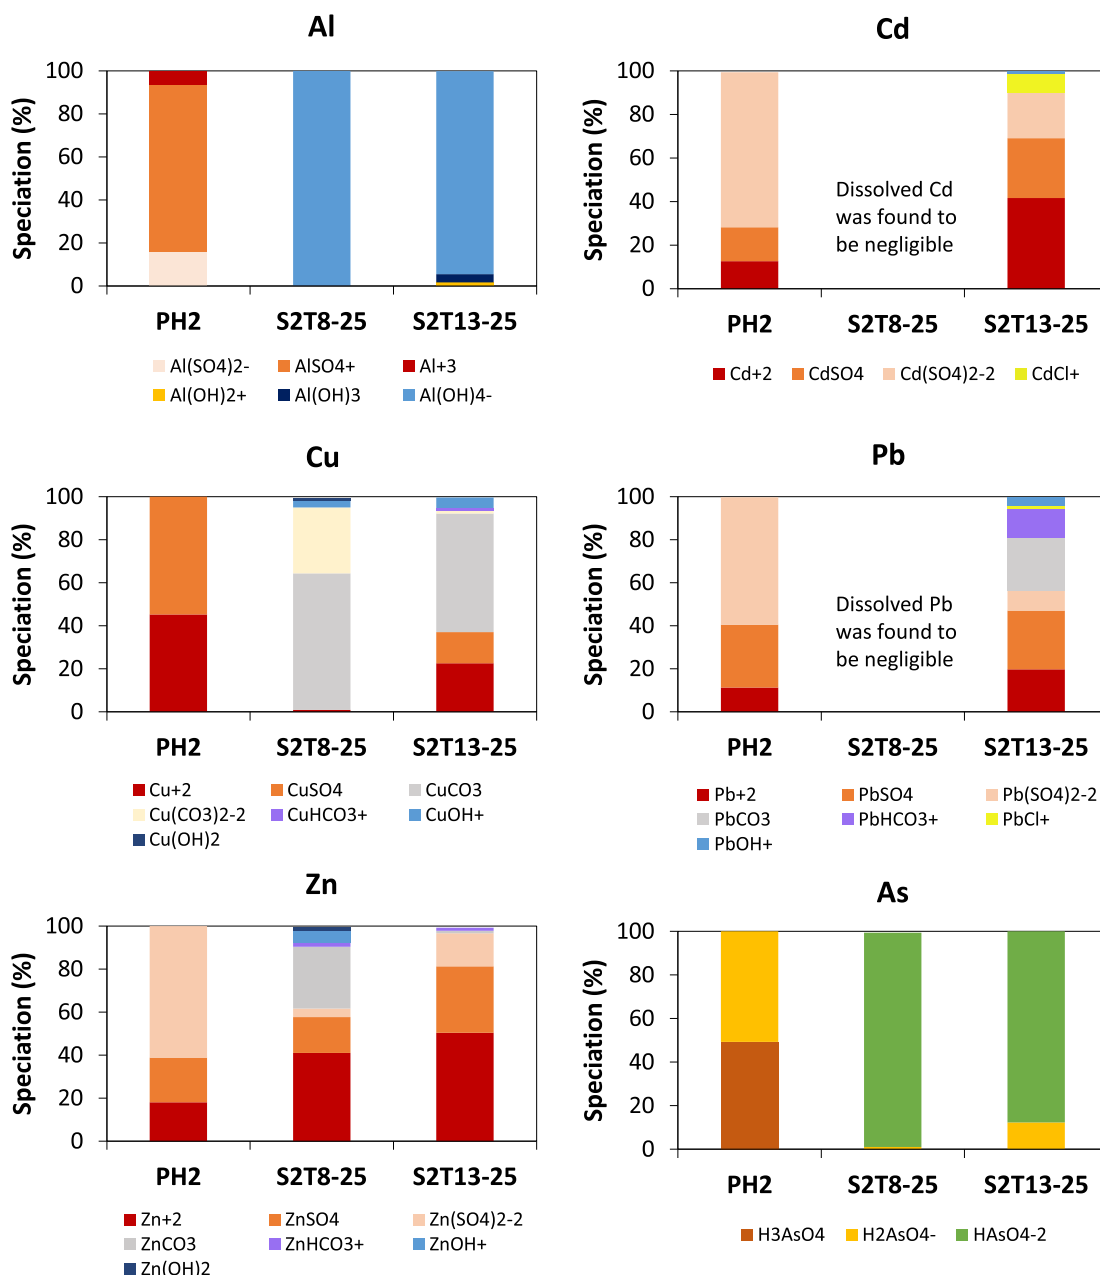 Al
Speciation (%)
100
80
60
40
20
0
PH2 S2T8-25 S2T13-25
Al(SO4)2- AlSO4+ Al+3
Al(OH)2+ Al(OH)3 Al(OH)4-
Cd
Speciation (%)
100
80
60
40
20
0
Dissolved Cd
was found to
be negligible
PH2 S2T8-25 S2T13-25
Cd+2 CdSO4 Cd(SO4)2-2 CdCl+
Cu
Speciation (%)
100
80
60
40
20
0
PH2 S2T8-25 S2T13-25
Cu+2 CuSO4 CuCO3
Cu(CO3)2-2 CuHCO3+ CuOH+
Cu(OH)2
Pb
Speciation (%)
100
80
60
40
20
0
Dissolved Pb
was found to
be negligible
PH2 S2T8-25 S2T13-25
Pb+2 PbSO4 Pb(SO4)2-2
PbCO3 PbHCO3+ PbCl+
PbOH+
Zn
Speciation (%)
100
80
60
40
20
0
PH2 S2T8-25 S2T13-25
Zn+2 ZnSO4 Zn(SO4)2-2
ZnCO3 ZnHCO3+ ZnOH+
Zn(OH)2
As
Speciation (%)
100
80
60
40
20
0
PH2 S2T8-25 S2T13-25
H3AsO4 H2AsO4- HAsO4-2